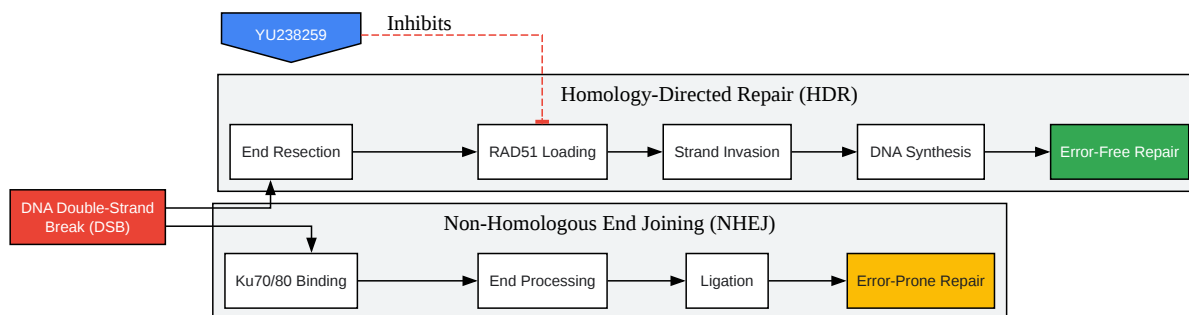 YU238259
Inhibits
Homology-Directed Repair (HDR)
End Resection
RAD51 Loading
Strand Invasion
DNA Synthesis
Error-Free Repair
DNA Double-Strand
Break (DSB)
Non-Homologous End Joining (NHEJ)
Ku70/80 Binding
End Processing
Ligation
Error-Prone Repair